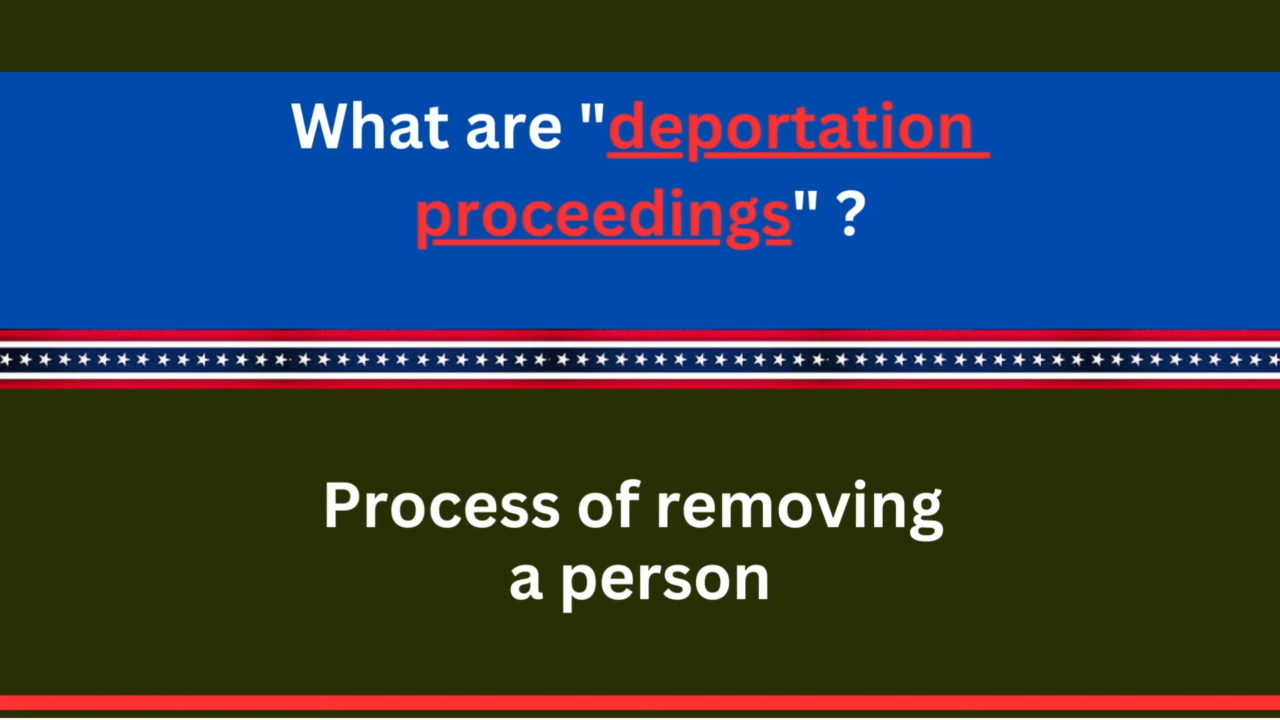 What are "deportation
proceedings" ?
Process of removing
a person